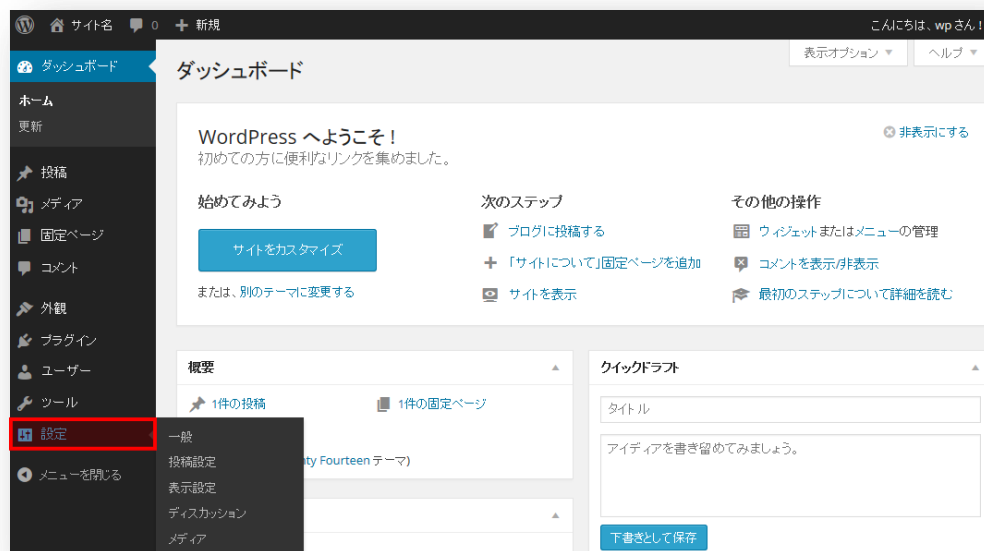 サイト名 0 新規 こんにちは、wpさん!
表示オプション ヘルプ
ダッシュボード
ホーム
更新
投稿
メディア
固定ページ
コメント
外観
プラグイン
ユーザー
ツール
設定
メニューを閉じる
一般
投稿設定
表示設定
ディスカッション
メディア
ダッシュボード
WordPress へようこそ !
初めての方に便利なリンクを集めました。
非表示にする
始めてみよう
サイトをカスタマイズ
または、別のテーマに変更する
次のステップ
ブログに投稿する
「サイトについて」固定ページを追加
サイトを表示
その他の操作
ウィジェットまたはメニューの管理
コメントを表示/非表示
最初のステップについて詳細を読む
概要
1件の投稿 1件の固定ページ
Fourteen テーマ)
クイックドラフト
タイトル
アイディアを書き留めてみましょう。
下書きとして保存